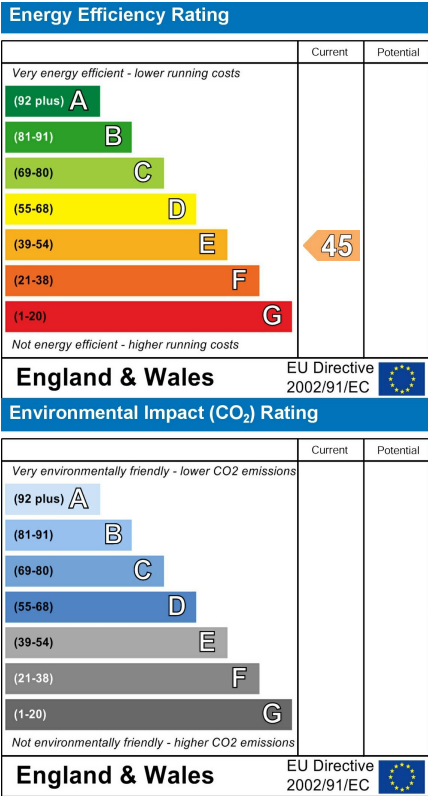 Energy Efficiency Rating
Current Potential
Very energy efficient - lower running costs
(92 plus) A
(81-91) B
(69-80) C
(55-68) D
(39-54) E 45
(21-38) F
(1-20) G
Not energy efficient - higher running costs
England & Wales
EU Directive
2002/91/EC
Environmental Impact (CO₂) Rating
Current Potential
Very environmentally friendly - lower CO2 emissions
(92 plus) A
(81-91) B
(69-80) C
(55-68) D
(39-54) E
(21-38) F
(1-20) G
Not environmentally friendly - higher CO2 emissions
England & Wales
EU Directive
2002/91/EC